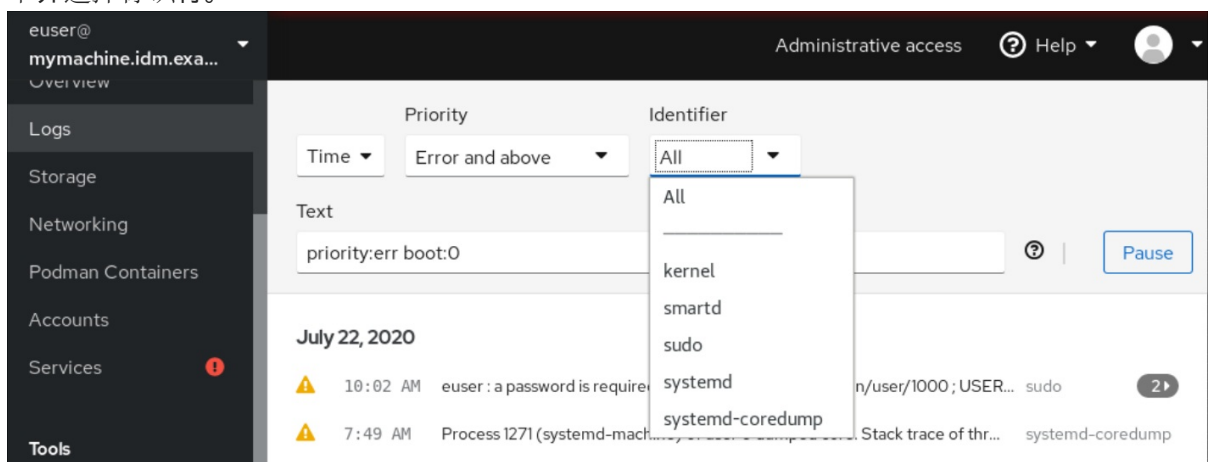 euser@
mymachine.idm.exa...
Administrative access
Help
Overview
Logs
Storage
Networking
Podman Containers
Accounts
Services
Tools
Priority
Identifier
Time
Error and above
All
All
kernel
smartd
sudo
systemd
systemd-coredump
Text
priority:err boot:0
Pause
July 22, 2020
10:02 AM euser : a password is require n/user/1000 ; USER... sudo 2
7:49 AM Process 1271 (systemd-mach Stack trace of thr... systemd-coredump